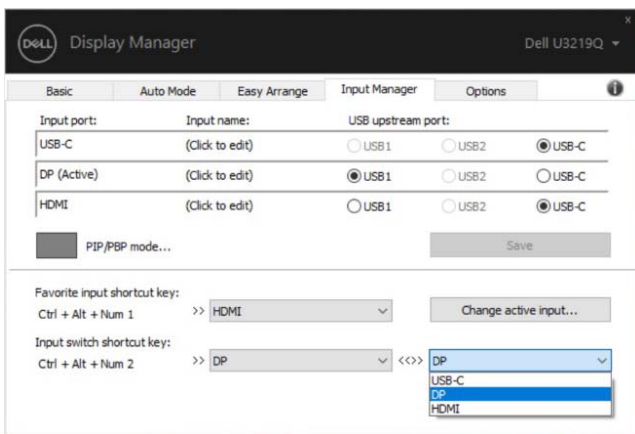 x
DELL Display Manager Dell U3219Q
Basic Auto Mode Easy Arrange Input Manager Options i
Input port: Input name: USB upstream port:
USB-C (Click to edit) USB1 USB2 USB-C
DP (Active) (Click to edit) USB1 USB2 USB-C
HDMI (Click to edit) USB1 USB2 USB-C
PIP/PBP mode... Save
Favorite input shortcut key:
Ctrl + Alt + Num 1 >> HDMI Change active input...
Input switch shortcut key:
Ctrl + Alt + Num 2 >> DP <<>> DP
USB-C
DP
HDMI